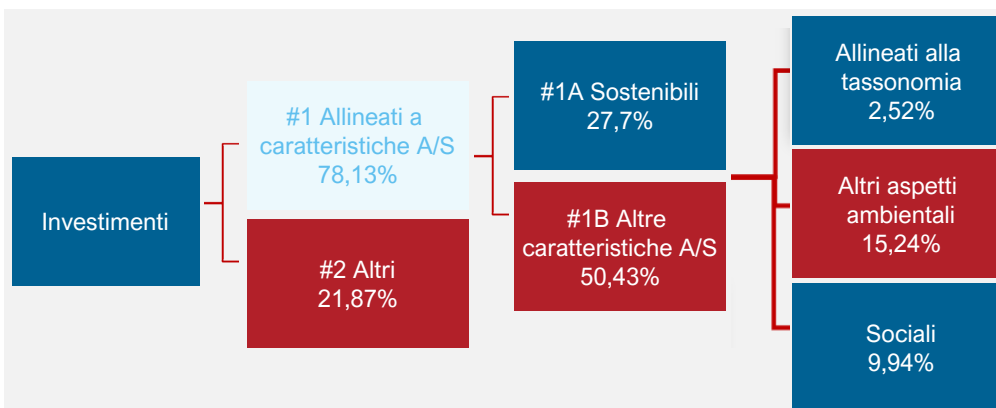 Investimenti
#1 Allineati a
caratteristiche A/S
78,13%
#2 Altri
21,87%
#1A Sostenibili
27,7%
#1B Altre
caratteristiche A/S
50,43%
Allineati alla
tassonomia
2,52%
Altri aspetti
ambientali
15,24%
Sociali
9,94%